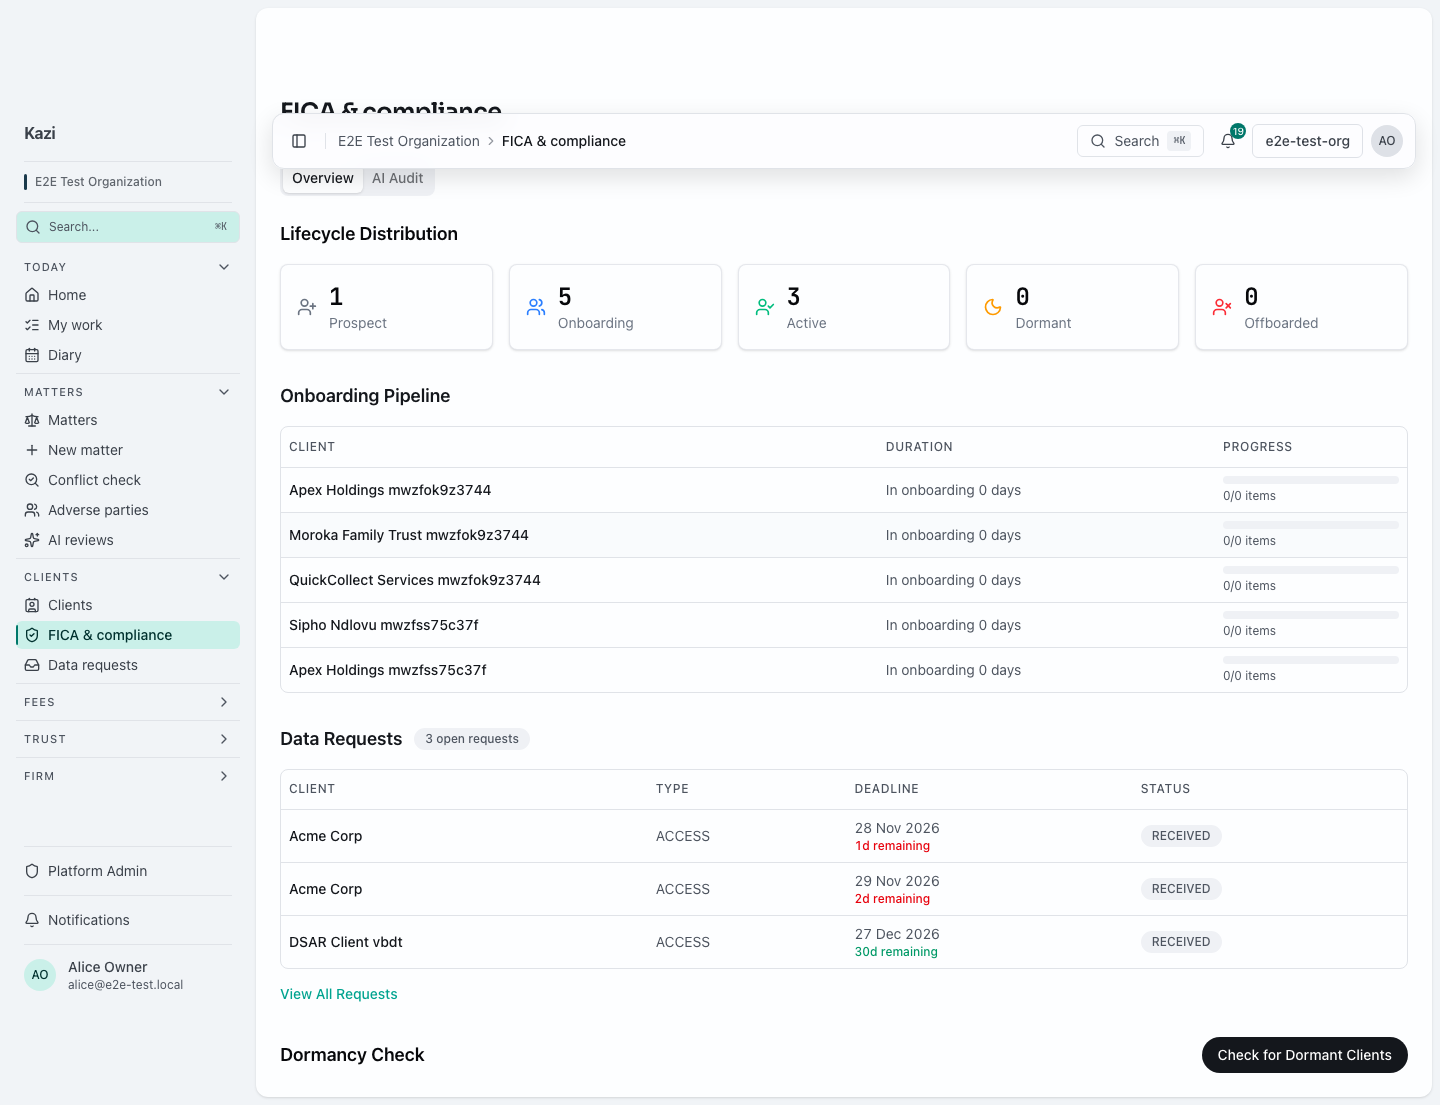 Kazi
E2E Test Organization
Search... ⌘K
TODAY
Home
My work
Diary
MATTERS
Matters
New matter
Conflict check
Adverse parties
AI reviews
CLIENTS
Clients
FICA & compliance
Data requests
FEES
TRUST
FIRM
Platform Admin
Notifications
AO
Alice Owner
alice@e2e-test.local
FICA & compliance
E2E Test Organization
FICA & compliance
Search ⌘K
19
e2e-test-org
AO
Overview AI Audit
Lifecycle Distribution
1
Prospect
5
Onboarding
3
Active
0
Dormant
0
Offboarded
Onboarding Pipeline
CLIENT DURATION PROGRESS
Apex Holdings mwzfok9z3744 In onboarding 0 days 0/0 items
Moroka Family Trust mwzfok9z3744 In onboarding 0 days 0/0 items
QuickCollect Services mwzfok9z3744 In onboarding 0 days 0/0 items
Sipho Ndlovu mwzfss75c37f In onboarding 0 days 0/0 items
Apex Holdings mwzfss75c37f In onboarding 0 days 0/0 items
Data Requests 3 open requests
CLIENT TYPE DEADLINE STATUS
Acme Corp ACCESS 28 Nov 2026 RECEIVED
1d remaining
Acme Corp ACCESS 29 Nov 2026 RECEIVED
2d remaining
DSAR Client vbdt ACCESS 27 Dec 2026 RECEIVED
30d remaining
View All Requests
Dormancy Check
Check for Dormant Clients